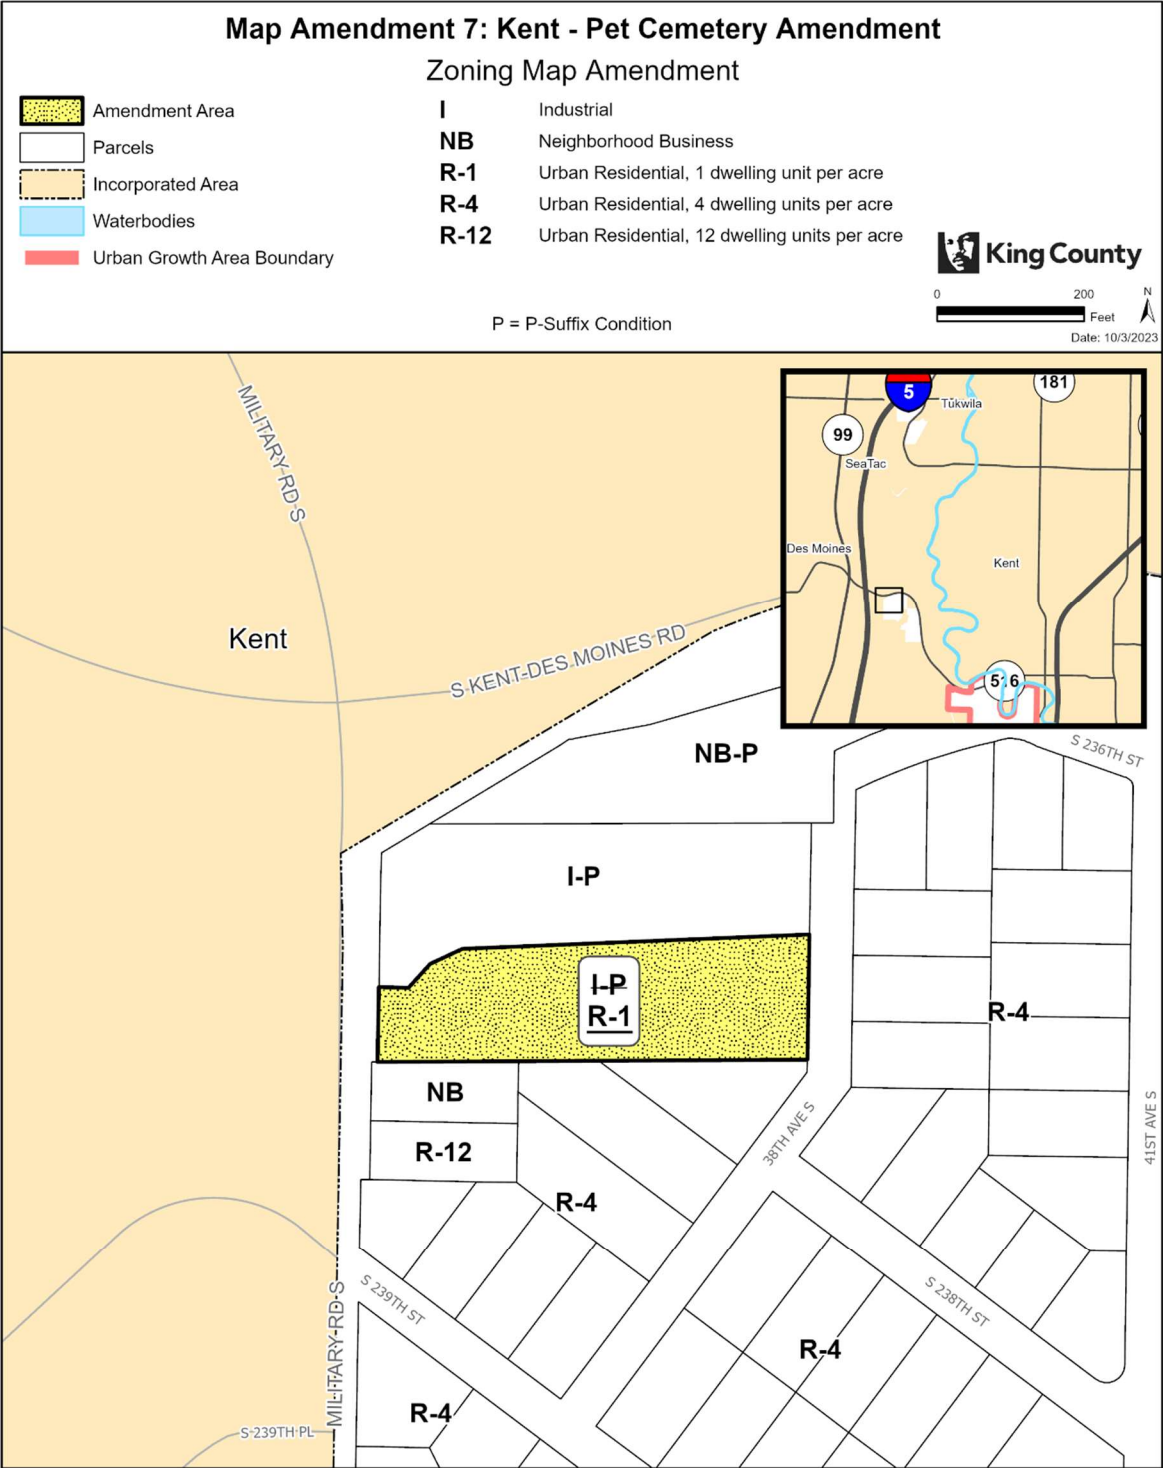 Map Amendment 7: Kent - Pet Cemetery Amendment
Zoning Map Amendment
Amendment Area
Parcels
Incorporated Area
Waterbodies
Urban Growth Area Boundary
I Industrial
NB Neighborhood Business
R-1 Urban Residential, 1 dwelling unit per acre
R-4 Urban Residential, 4 dwelling units per acre
R-12 Urban Residential, 12 dwelling units per acre
P = P-Suffix Condition
King County
0 200
Feet
N
Date: 10/3/2023
MILITARY RD S
Kent
S KENT-DES MOINES RD
5
181
Tukwila
99
SeaTac
Des Moines
Kent
516
S 236TH ST
NB-P
I-P
I-P
R-1
R-4
NB
R-12
R-4
38TH AVE S
41ST AVE S
S 239TH ST
S 238TH ST
MILITARY RD S
R-4
R-4
S 239TH PL